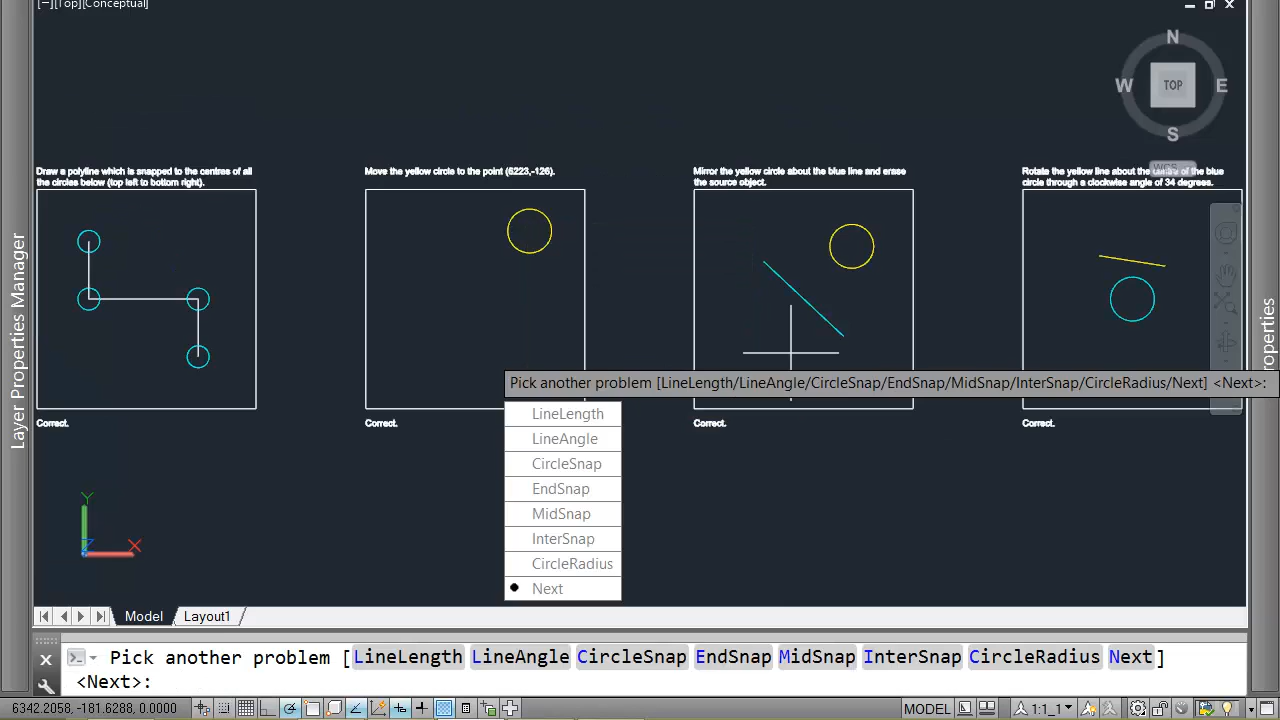 [−][Top][Conceptual]
N
W
TOP
E
S
WCS
Draw a polyline which is snapped to the centres of all
the circles below (top left to bottom right).
Move the yellow circle to the point (6223,-126).
Mirror the yellow circle about the blue line and erase
the source object.
Rotate the yellow line about the centre of the blue
circle through a clockwise angle of 34 degrees.
Layer Properties Manager
Properties
Pick another problem [LineLength/LineAngle/CircleSnap/EndSnap/MidSnap/InterSnap/CircleRadius/Next] <Next>:
LineLength
LineAngle
CircleSnap
EndSnap
MidSnap
InterSnap
CircleRadius
Next
Correct.
Correct.
Correct.
Correct.
Y
Z
X
Model
Layout1
Pick another problem [LineLength LineAngle CircleSnap EndSnap MidSnap InterSnap CircleRadius Next]
<Next>:
6342.2058, -181.6288, 0.0000
MODEL
1:1_1